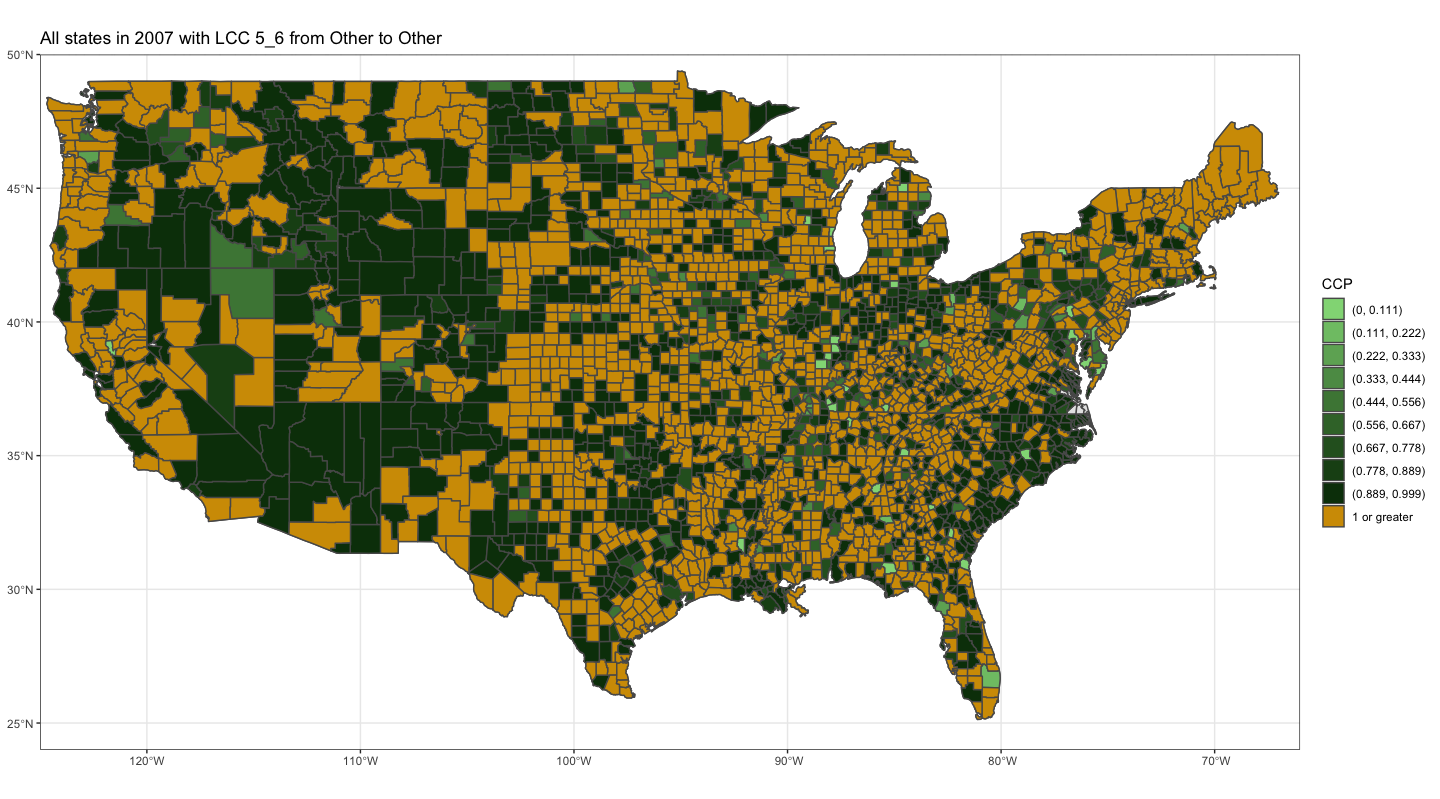 All states in 2007 with LCC 5_6 from Other to Other
50°N
45°N
40°N
35°N
30°N
25°N
120°W
110°W
100°W
90°W
80°W
70°W
CCP
(0, 0.111)
(0.111, 0.222)
(0.222, 0.333)
(0.333, 0.444)
(0.444, 0.556)
(0.556, 0.667)
(0.667, 0.778)
(0.778, 0.889)
(0.889, 0.999)
1 or greater